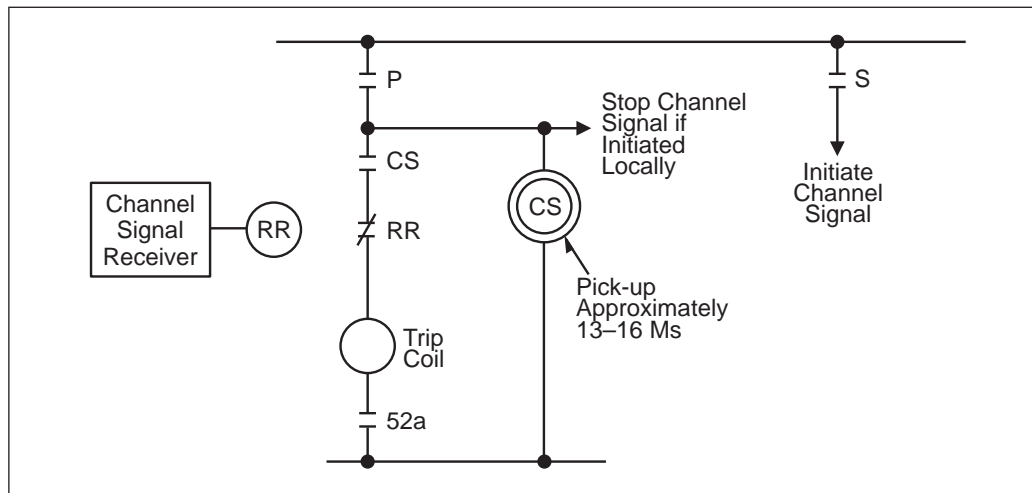 P
S
Stop Channel
Signal if
Initiated
Locally
CS
Initiate
Channel
Signal
Channel
Signal
Receiver
RR
RR
CS
Pick-up
Approximately
13–16 Ms
Trip
Coil
52a